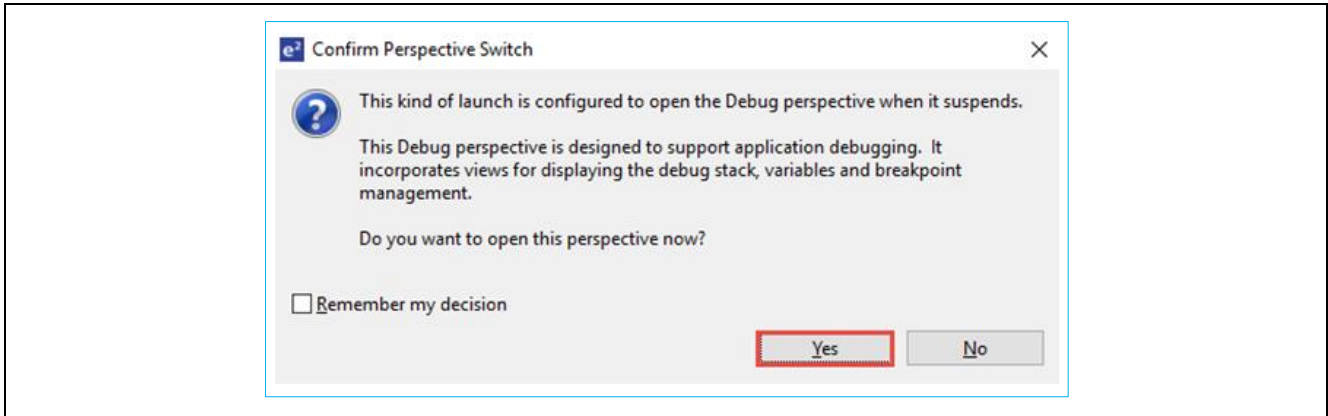 e² Confirm Perspective Switch
This kind of launch is configured to open the Debug perspective when it suspends.
This Debug perspective is designed to support application debugging. It
incorporates views for displaying the debug stack, variables and breakpoint
management.
Do you want to open this perspective now?
Remember my decision
Yes No